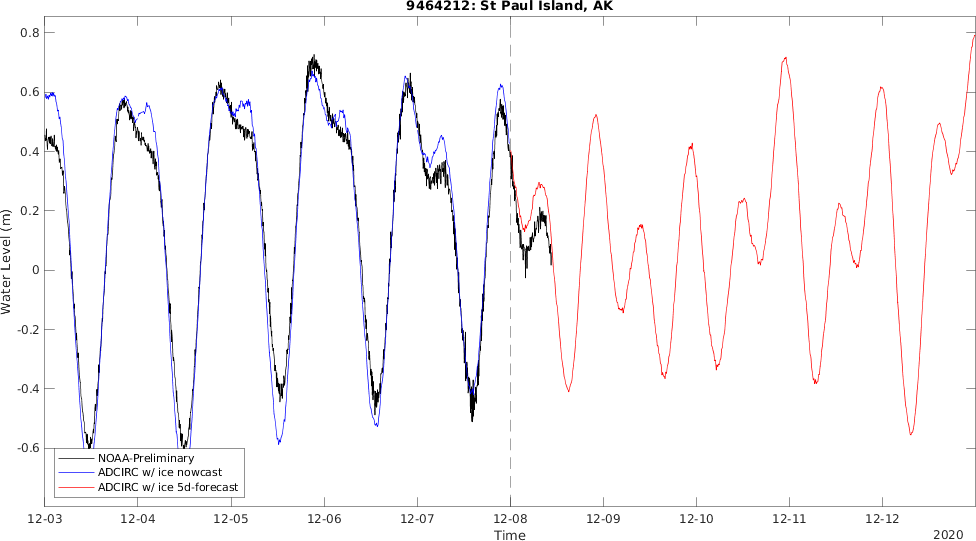 9464212: St Paul Island, AK
0.8
0.6
0.4
0.2
0
-0.2
-0.4
-0.6
Water Level (m)
NOAA-Preliminary
ADCIRC w/ ice nowcast
ADCIRC w/ ice 5d-forecast
12-03 12-04 12-05 12-06 12-07 12-08 12-09 12-10 12-11 12-12
Time
2020